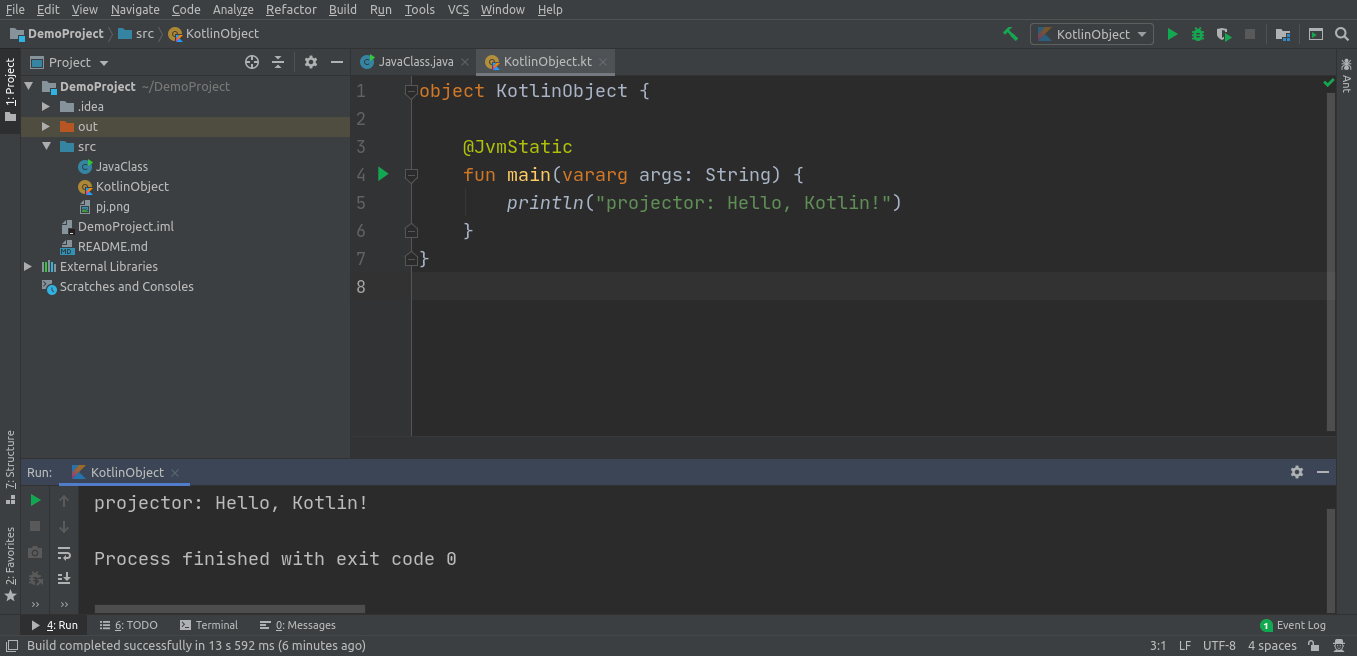 File Edit View Navigate Code Analyze Refactor Build Run Tools VCS Window Help
DemoProject src KotlinObject KotlinObject
1: Project
Project
DemoProject ~/DemoProject
.idea
out
src
JavaClass
KotlinObject
pj.png
DemoProject.iml
README.md
External Libraries
Scratches and Consoles
JavaClass.java KotlinObject.kt
1 object KotlinObject {
2
3 @JvmStatic
4 fun main(vararg args: String) {
5 println("projector: Hello, Kotlin!")
6 }
7 }
8
Ant
7: Structure
2: Favorites
Run: KotlinObject
projector: Hello, Kotlin!
Process finished with exit code 0
4: Run 6: TODO Terminal 0: Messages 1 Event Log
Build completed successfully in 13 s 592 ms (6 minutes ago) 3:1 LF UTF-8 4 spaces